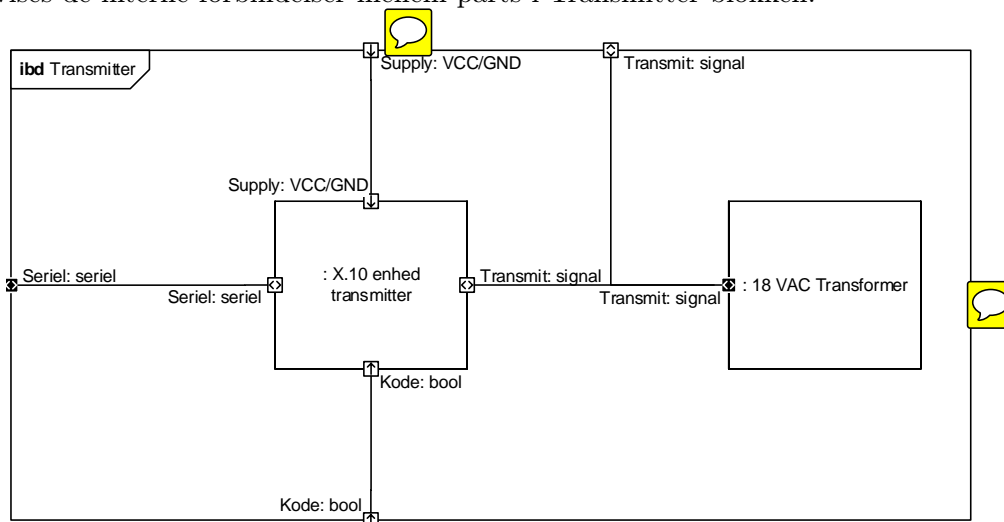 vises de interne forbindelser mellem parts i Transmitter blokken.
ibd Transmitter
Supply: VCC/GND
Transmit: signal
Supply: VCC/GND
Seriel: seriel
Seriel: seriel
: X.10 enhed
transmitter
Transmit: signal
Transmit: signal
: 18 VAC Transformer
Kode: bool
Kode: bool